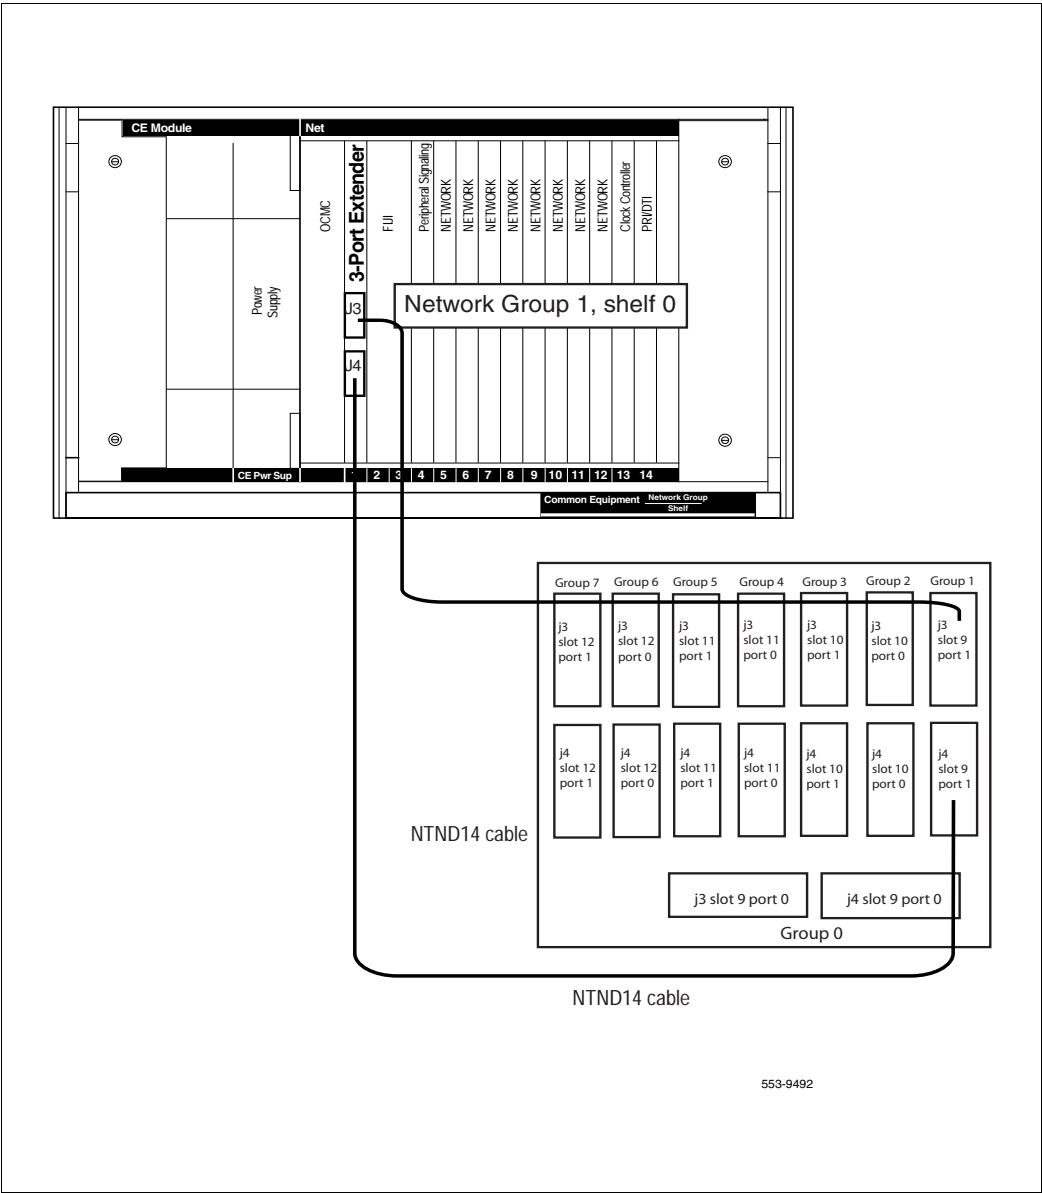 CE Module
Net
OCMC
3-Port Extender
FIJI
Peripheral Signaling
NETWORK
NETWORK
NETWORK
NETWORK
NETWORK
NETWORK
NETWORK
NETWORK
Clock Controller
PRI/DTI
Power
Supply
J3
Network Group 1, shelf 0
J4
CE Pwr Sup
1 2 3 4 5 6 7 8 9 10 11 12 13 14
Common Equipment
Network Group
Shelf
Group 7 Group 6 Group 5 Group 4 Group 3 Group 2 Group 1
j3 j3 j3 j3 j3 j3 j3
slot 12 slot 12 slot 11 slot 11 slot 10 slot 10 slot 9
port 1 port 0 port 1 port 0 port 1 port 0 port 1
j4 j4 j4 j4 j4 j4 j4
slot 12 slot 12 slot 11 slot 11 slot 10 slot 10 slot 9
port 1 port 0 port 1 port 0 port 1 port 0 port 1
NTND14 cable
j3 slot 9 port 0 j4 slot 9 port 0
Group 0
NTND14 cable
553-9492